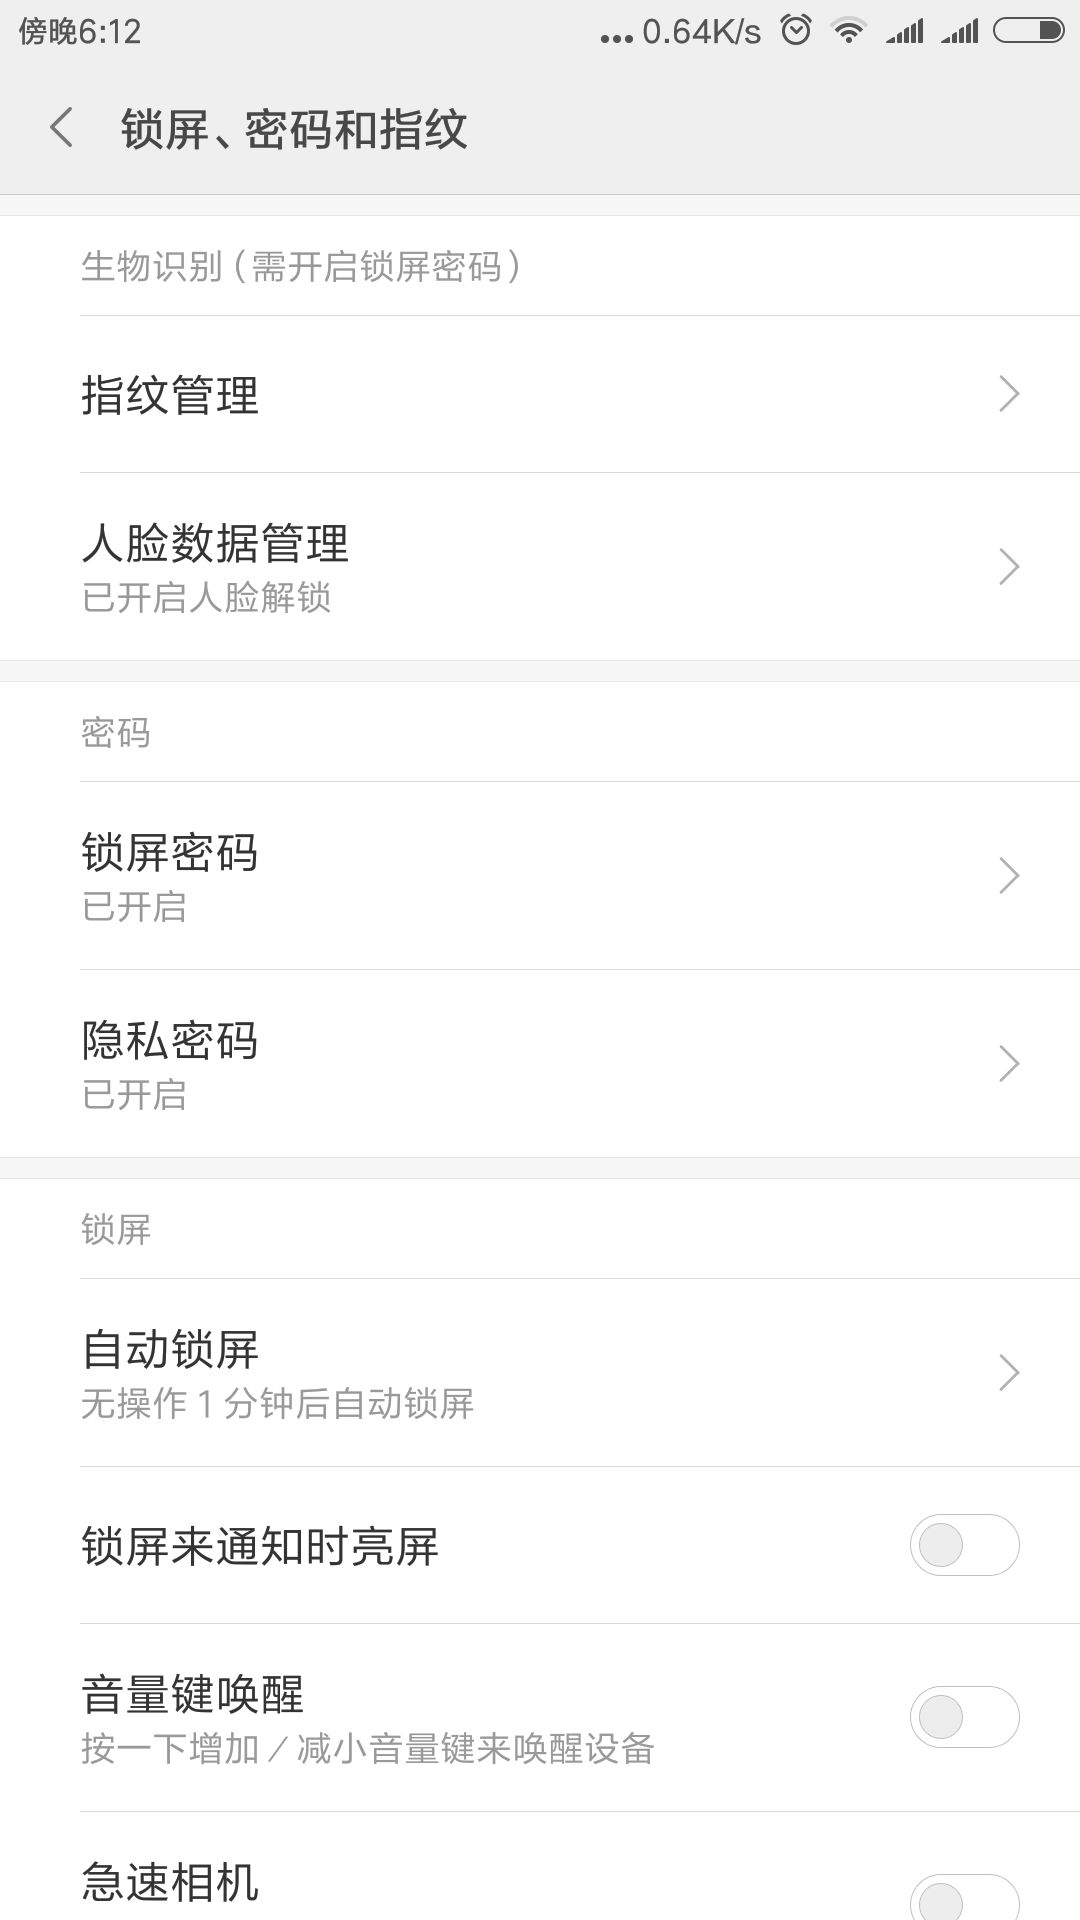 傍晚6:12
...0.64K/s
锁屏、密码和指纹
生物识别（需开启锁屏密码）
指纹管理
人脸数据管理
已开启人脸解锁
密码
锁屏密码
已开启
隐私密码
已开启
锁屏
自动锁屏
无操作 1 分钟后自动锁屏
锁屏来通知时亮屏
音量键唤醒
按一下增加／减小音量键来唤醒设备
急速相机